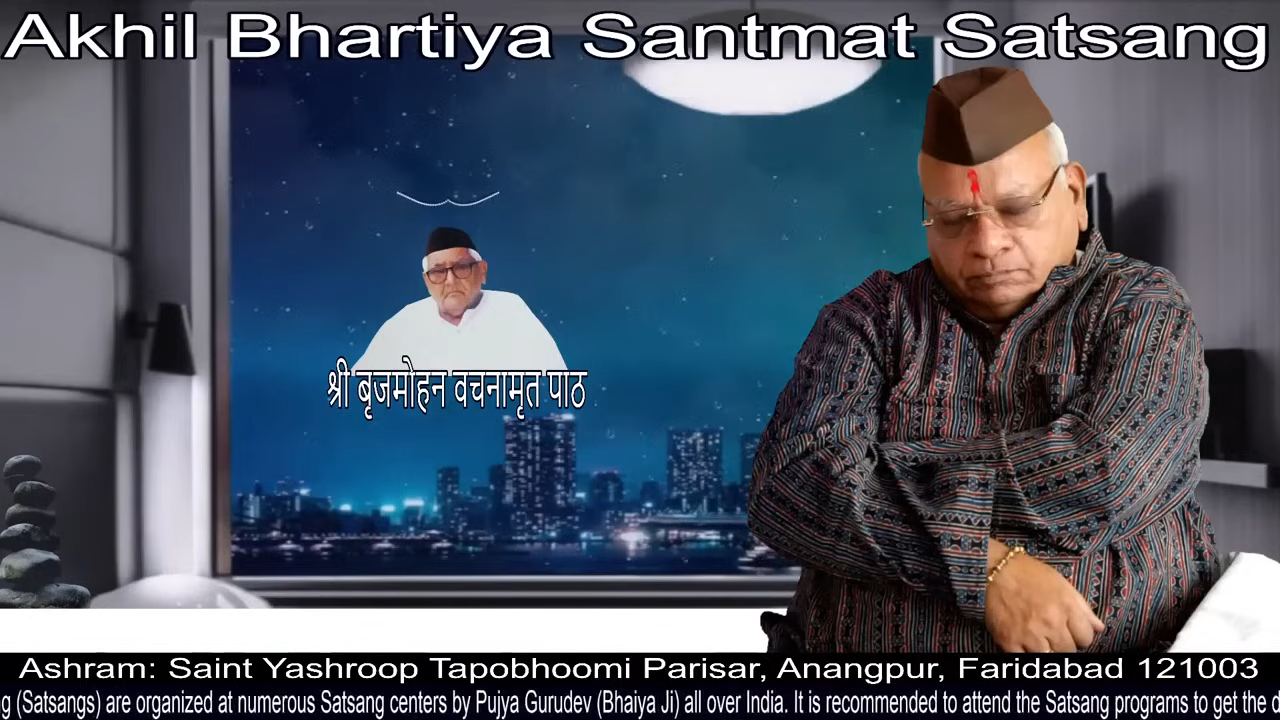 Akhil Bhartiya Santmat Satsang
श्री बृजमोहन वचनामृत पाठ
Ashram: Saint Yashroop Tapobhoomi Parisar, Anangpur, Faridabad 121003
(Satsangs) are organized at numerous Satsang centers by Pujya Gurudev (Bhaiya Ji) all over India. It is recommended to attend the Satsang programs to get the